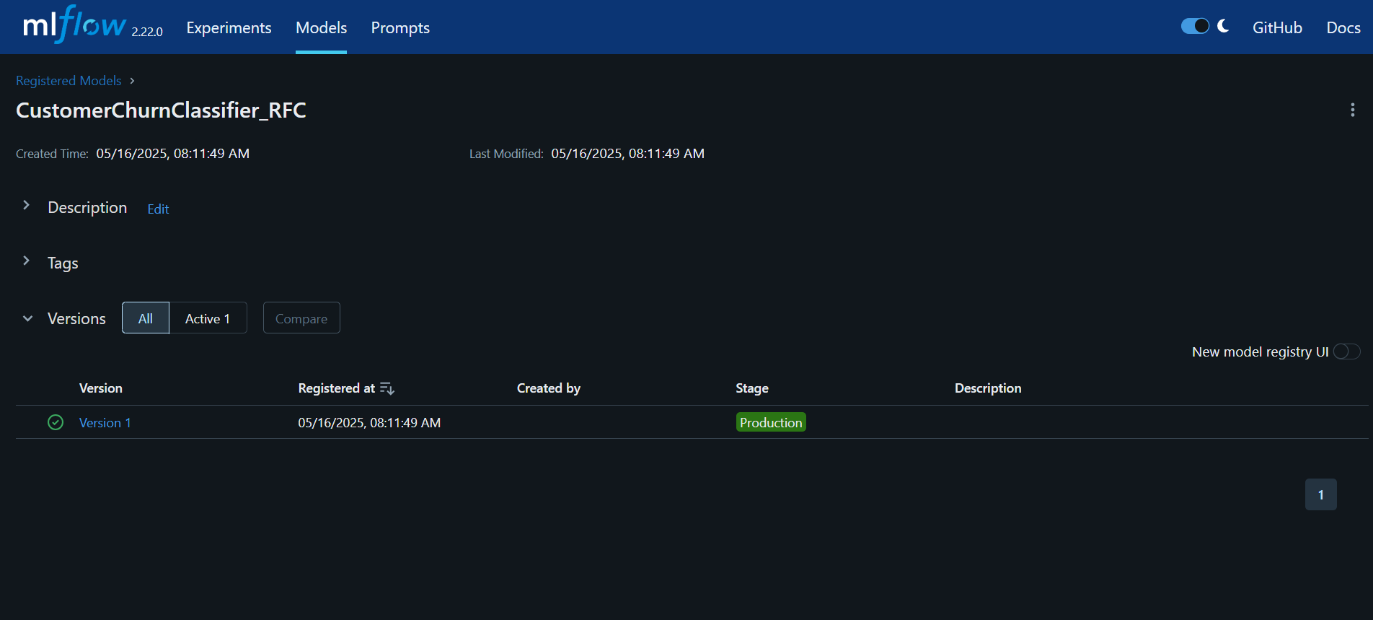 mlflow 2.22.0 Experiments Models Prompts GitHub Docs
Registered Models ›
CustomerChurnClassifier_RFC
Created Time: 05/16/2025, 08:11:49 AM Last Modified: 05/16/2025, 08:11:49 AM
Description Edit
Tags
Versions All Active 1 Compare
New model registry UI
Version Registered at Created by Stage Description
Version 1 05/16/2025, 08:11:49 AM Production
1